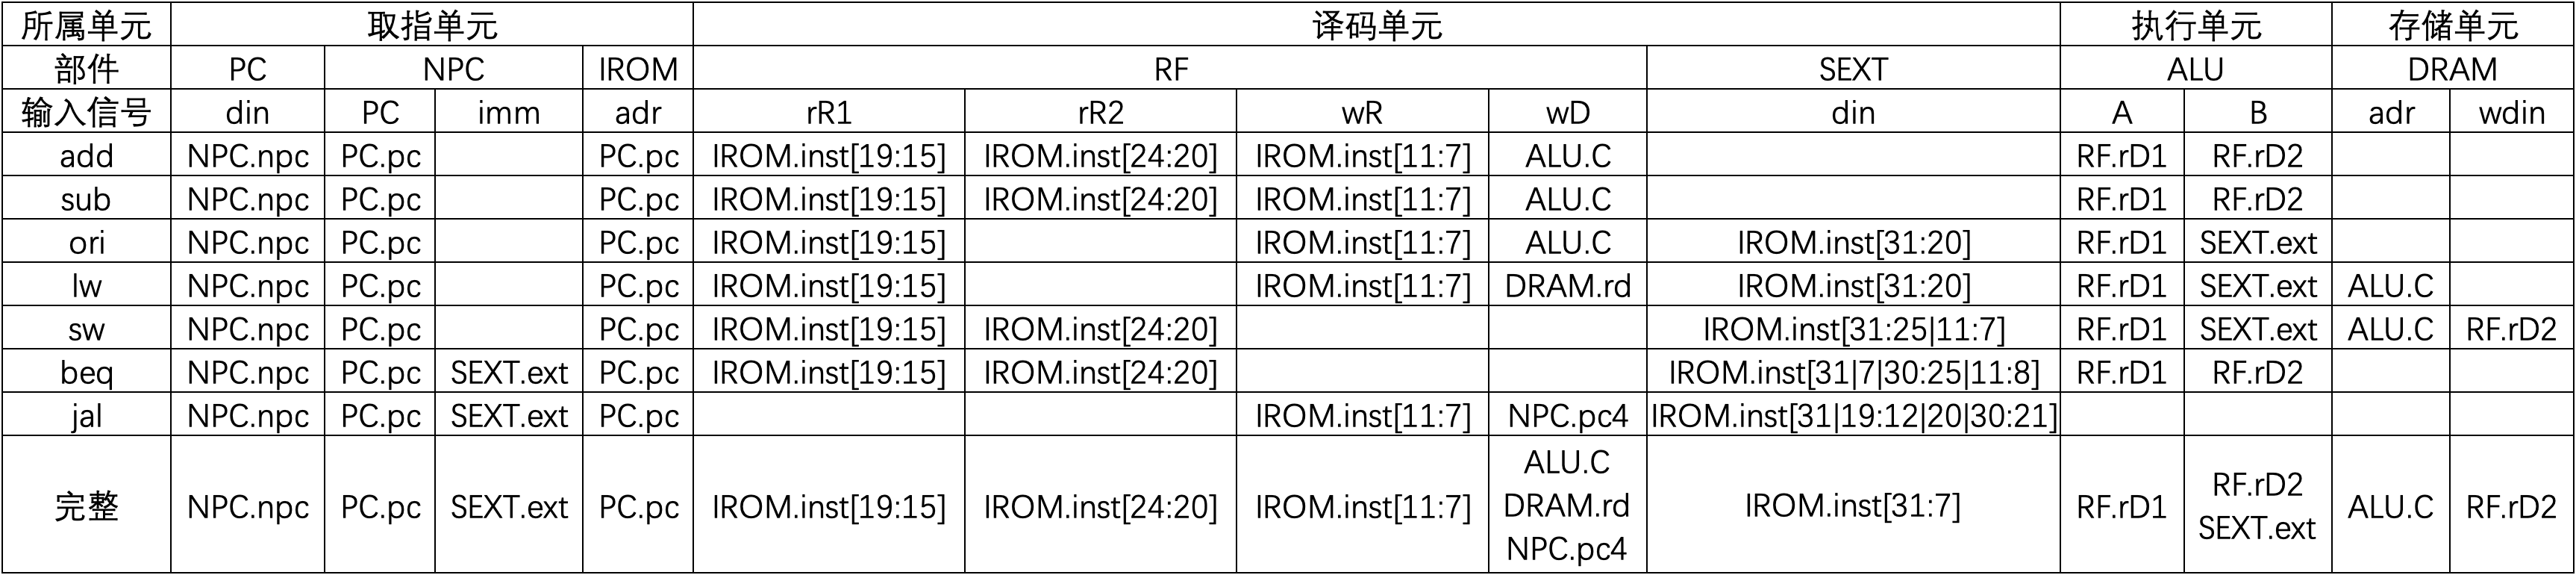 所属单元 取指单元 译码单元 执行单元 存储单元
部件 PC NPC IROM RF SEXT ALU DRAM
输入信号 din PC imm adr rR1 rR2 wR wD din A B adr wdin
add NPC.npc PC.pc PC.pc IROM.inst[19:15] IROM.inst[24:20] IROM.inst[11:7] ALU.C RF.rD1 RF.rD2
sub NPC.npc PC.pc PC.pc IROM.inst[19:15] IROM.inst[24:20] IROM.inst[11:7] ALU.C RF.rD1 RF.rD2
ori NPC.npc PC.pc PC.pc IROM.inst[19:15] IROM.inst[11:7] ALU.C IROM.inst[31:20] RF.rD1 SEXT.ext
lw NPC.npc PC.pc PC.pc IROM.inst[19:15] IROM.inst[11:7] DRAM.rd IROM.inst[31:20] RF.rD1 SEXT.ext ALU.C
sw NPC.npc PC.pc PC.pc IROM.inst[19:15] IROM.inst[24:20] IROM.inst[31:25|11:7] RF.rD1 SEXT.ext ALU.C RF.rD2
beq NPC.npc PC.pc SEXT.ext PC.pc IROM.inst[19:15] IROM.inst[24:20] IROM.inst[31|7|30:25|11:8] RF.rD1 RF.rD2
jal NPC.npc PC.pc SEXT.ext PC.pc IROM.inst[11:7] NPC.pc4 IROM.inst[31|19:12|20|30:21]
完整 NPC.npc PC.pc SEXT.ext PC.pc IROM.inst[19:15] IROM.inst[24:20] IROM.inst[11:7]
ALU.C
DRAM.rd
NPC.pc4
IROM.inst[31:7] RF.rD1
RF.rD2
SEXT.ext
ALU.C RF.rD2